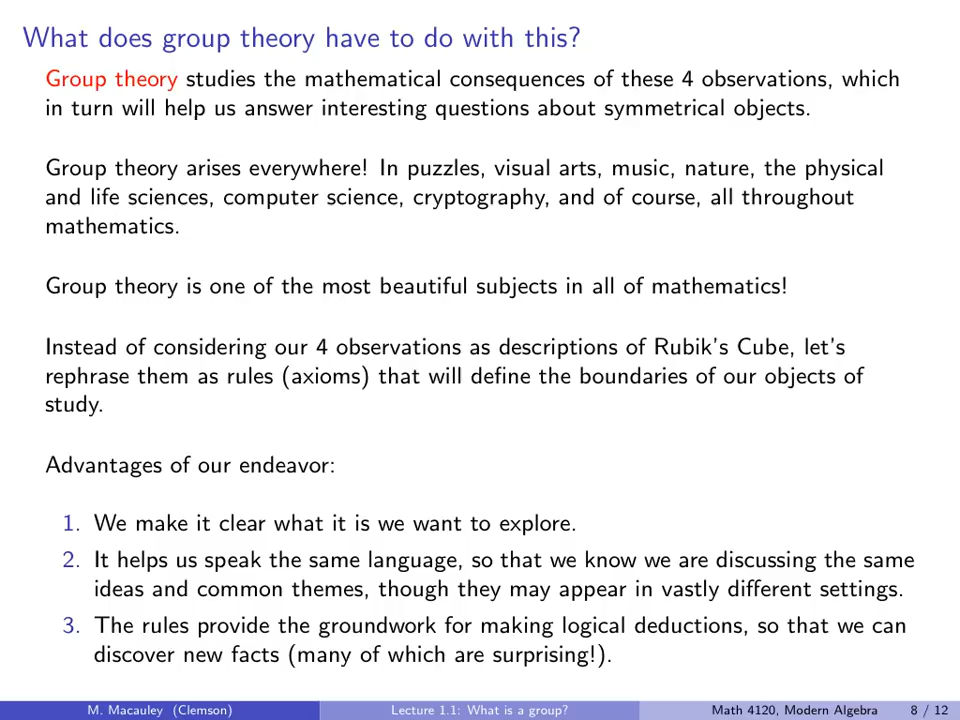 What does group theory have to do with this?
Group theory studies the mathematical consequences of these 4 observations, which
in turn will help us answer interesting questions about symmetrical objects.
Group theory arises everywhere! In puzzles, visual arts, music, nature, the physical
and life sciences, computer science, cryptography, and of course, all throughout
mathematics.
Group theory is one of the most beautiful subjects in all of mathematics!
Instead of considering our 4 observations as descriptions of Rubik's Cube, let's
rephrase them as rules (axioms) that will define the boundaries of our objects of
study.
Advantages of our endeavor:
1. We make it clear what it is we want to explore.
2. It helps us speak the same language, so that we know we are discussing the same
ideas and common themes, though they may appear in vastly different settings.
3. The rules provide the groundwork for making logical deductions, so that we can
discover new facts (many of which are surprising!).
M. Macauley (Clemson) Lecture 1.1: What is a group? Math 4120, Modern Algebra 8 / 12